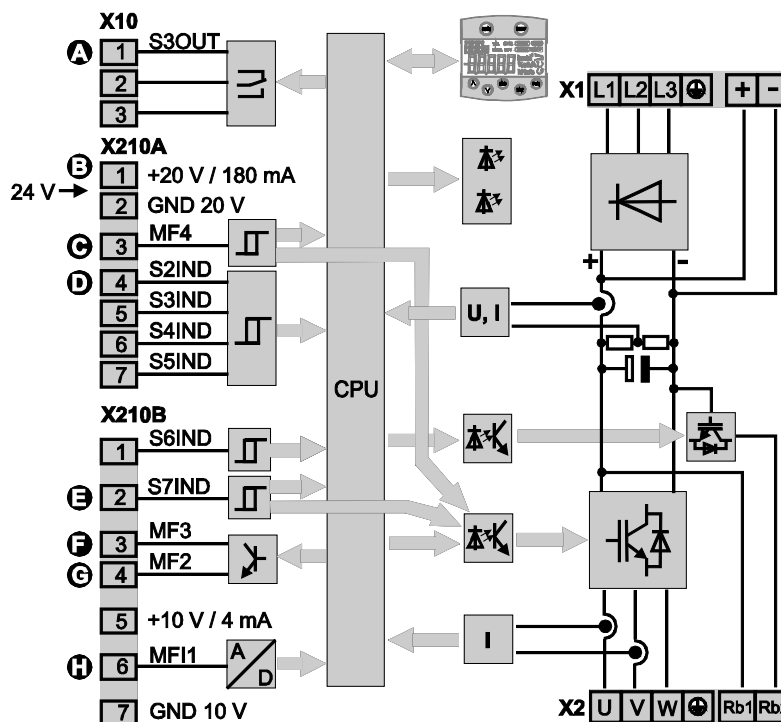 X10
A 1 S3OUT
2
3
X210A
B 1 +20 V / 180 mA
24 V
2 GND 20 V
C 3 MF4
D 4 S2IND
5 S3IND
6 S4IND
7 S5IND
X210B
1 S6IND
E 2 S7IND
F 3 MF3
G 4 MF2
5 +10 V / 4 mA
H 6 MFI1
A
D
7 GND 10 V
CPU
U, I
I
X1 L1 L2 L3 + -
+ -
X2 U V W Rb1 Rb